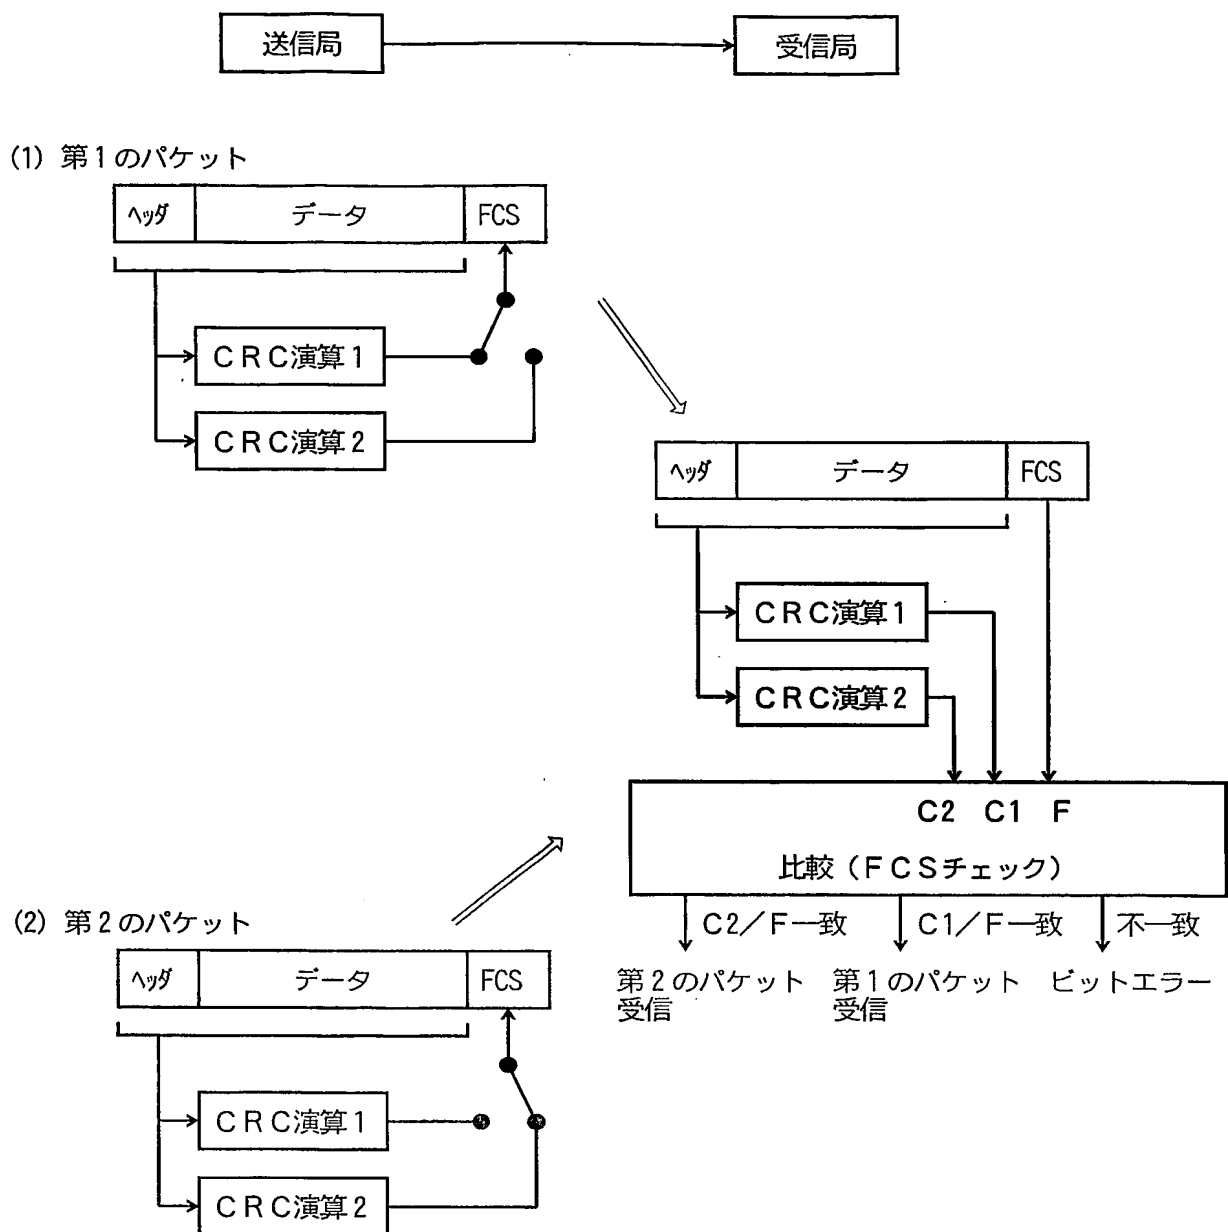 送信局
受信局
(1) 第1のパケット
ヘッダ
データ
FCS
CRC演算1
CRC演算2
ヘッダ
データ
FCS
CRC演算1
CRC演算2
C2 C1 F
比較(FCSチェック)
C2/F一致
C1/F一致
不一致
第2のパケット
受信
第1のパケット
受信
ビットエラー
(2) 第2のパケット
ヘッダ
データ
FCS
CRC演算1
CRC演算2